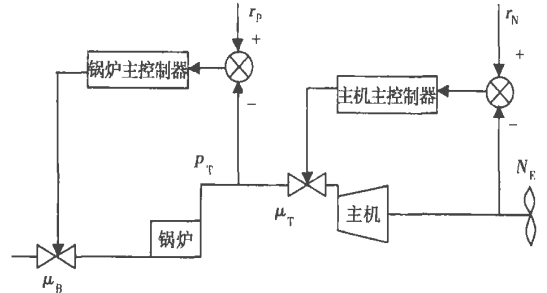 r_P
+
锅炉主控制器
−
r_N
+
主机主控制器
−
p_T
μ_T
主机
N_E
锅炉
μ_B